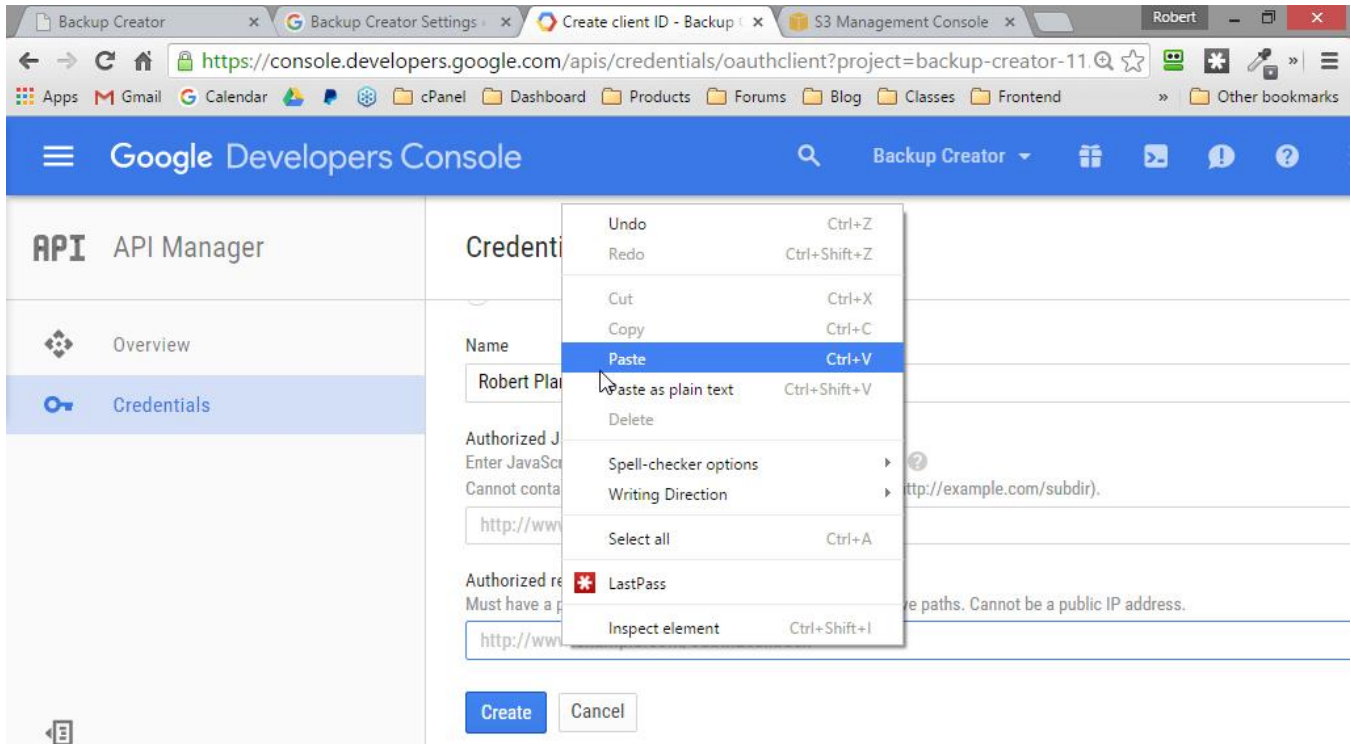 Backup Creator × Backup Creator Settings × Create client ID - Backup × S3 Management Console × Robert
https://console.developers.google.com/apis/credentials/oauthclient?project=backup-creator-11
Apps Gmail Calendar cPanel Dashboard Products Forums Blog Classes Frontend » Other bookmarks
Google Developers Console Backup Creator
API API Manager
Credenti
Undo Ctrl+Z
Redo Ctrl+Shift+Z
Cut Ctrl+X
Copy Ctrl+C
Paste Ctrl+V
Paste as plain text Ctrl+Shift+V
Delete
Spell-checker options
Writing Direction
Select all Ctrl+A
LastPass
Inspect element Ctrl+Shift+I
Overview
Credentials
Name
Robert Plan
Authorized J
Enter JavaScr
Cannot conta ttp://example.com/subdir).
http://www
Authorized re
Must have a p ve paths. Cannot be a public IP address.
http://www
Create Cancel